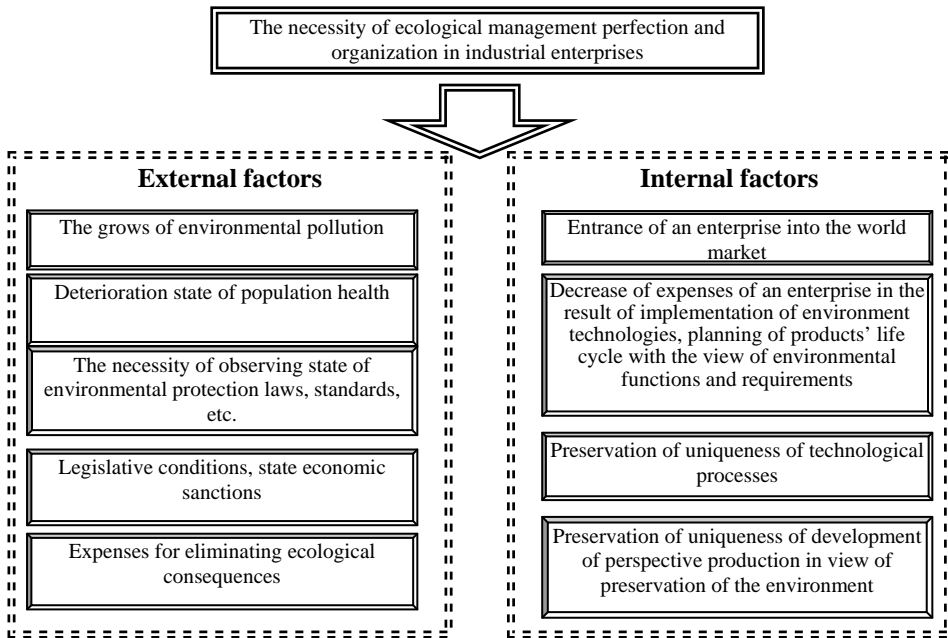 The necessity of ecological management perfection and
organization in industrial enterprises
External factors
The grows of environmental pollution
Deterioration state of population health
The necessity of observing state of
environmental protection laws, standards,
etc.
Legislative conditions, state economic
sanctions
Expenses for eliminating ecological
consequences
Internal factors
Entrance of an enterprise into the world
market
Decrease of expenses of an enterprise in the
result of implementation of environment
technologies, planning of products’ life
cycle with the view of environmental
functions and requirements
Preservation of uniqueness of technological
processes
Preservation of uniqueness of development
of perspective production in view of
preservation of the environment